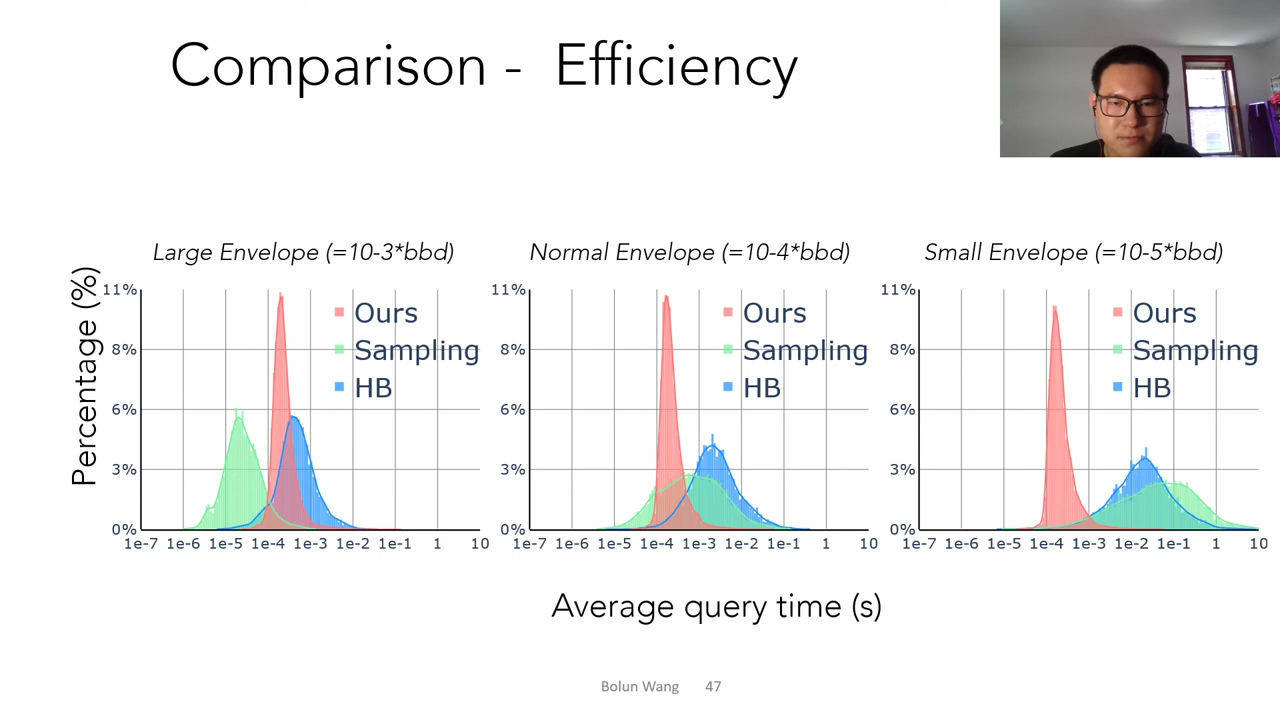 Comparison - Efficiency
Large Envelope (=10-3*bbd)
Normal Envelope (=10-4*bbd)
Small Envelope (=10-5*bbd)
Percentage (%)
11%
8%
6%
3%
0%
Ours
Sampling
HB
1e-7 1e-6 1e-5 1e-4 1e-3 1e-2 1e-1 1 10
11%
8%
6%
3%
0%
Ours
Sampling
HB
1e-7 1e-6 1e-5 1e-4 1e-3 1e-2 1e-1 1 10
11%
8%
6%
3%
0%
Ours
Sampling
HB
1e-7 1e-6 1e-5 1e-4 1e-3 1e-2 1e-1 1 10
Average query time (s)
Bolun Wang 47